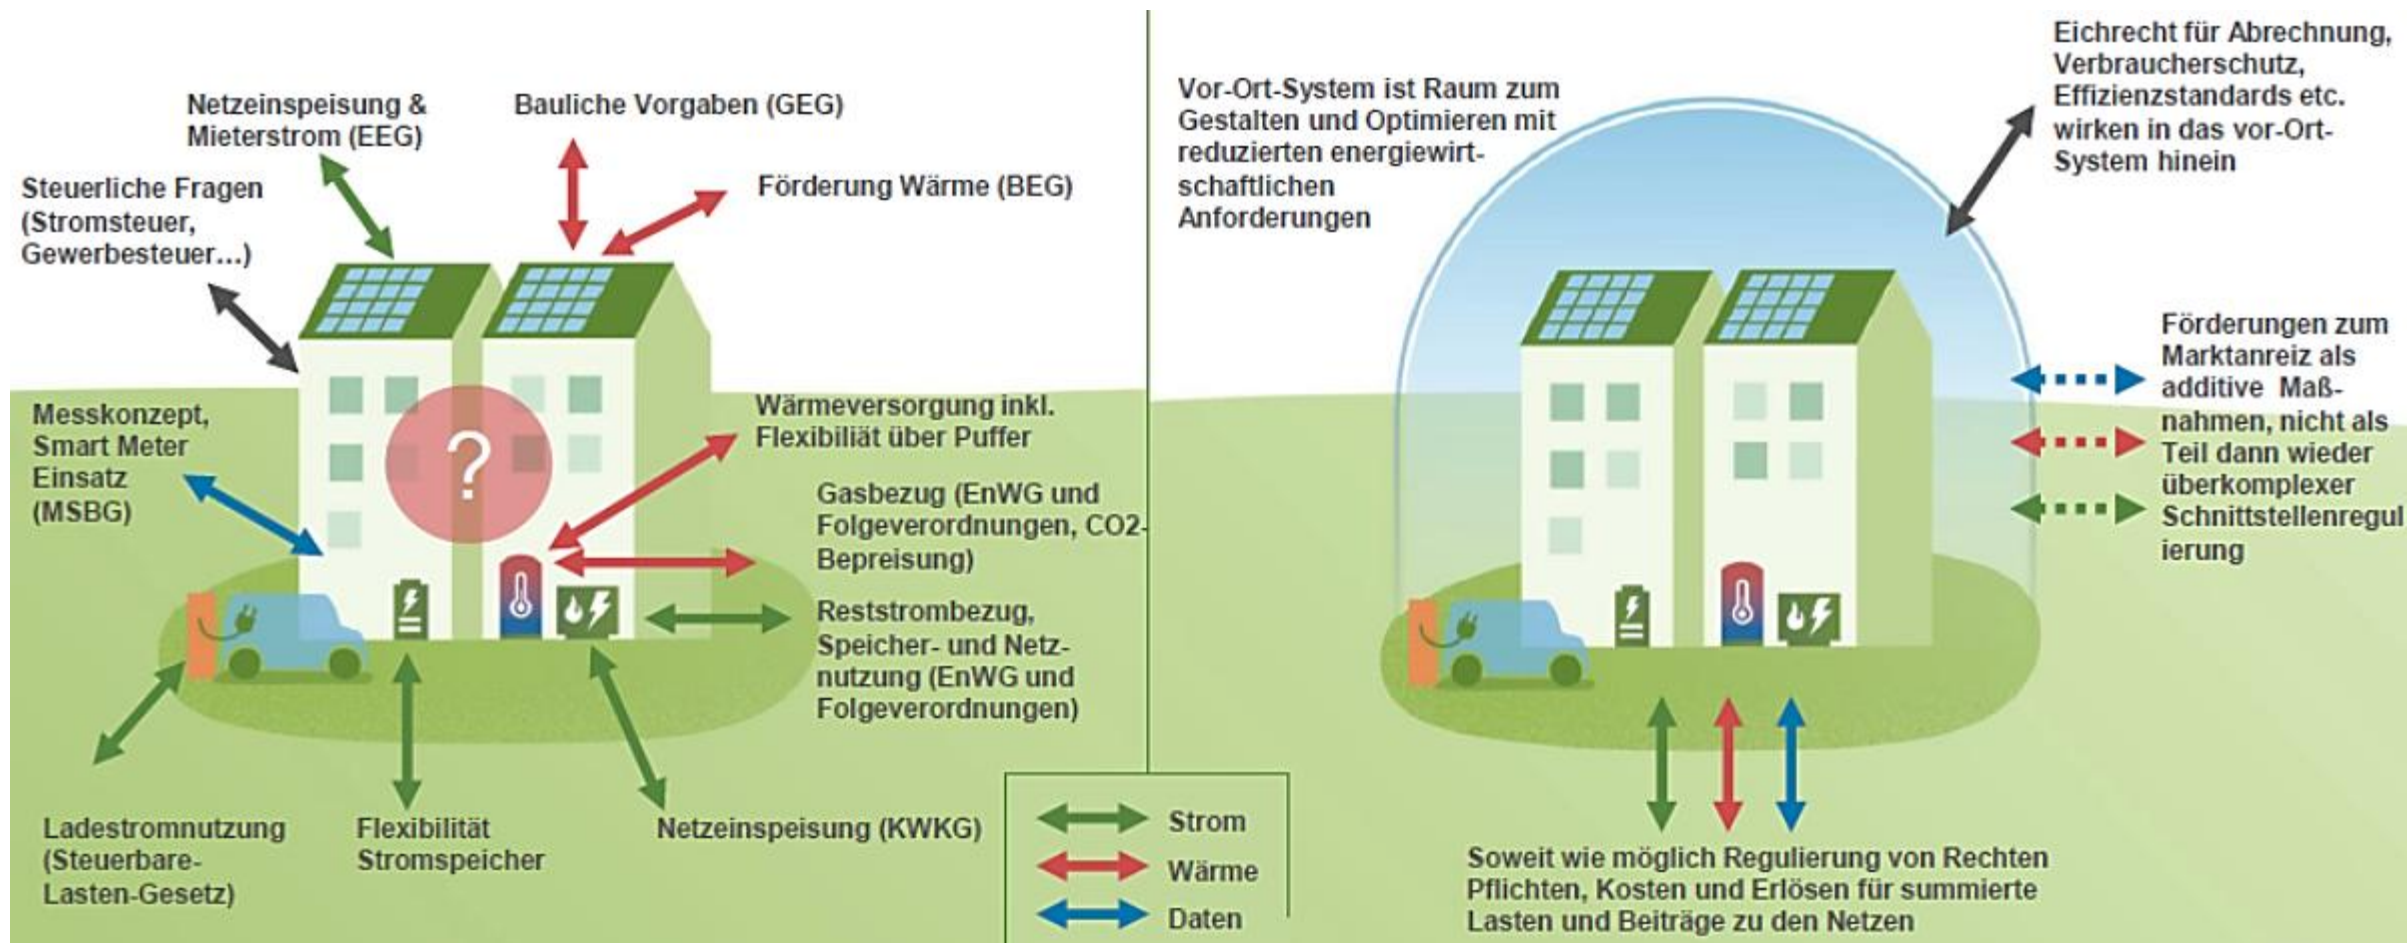 Netzeinspeisung &
Mieterstrom (EEG)
Bauliche Vorgaben (GEG)
Förderung Wärme (BEG)
Steuerliche Fragen
(Stromsteuer,
Gewerbesteuer...)
Messkonzept,
Smart Meter
Einsatz
(MSBG)
?
Wärmeversorgung inkl.
Flexibiliät über Puffer
Gasbezug (EnWG und
Folgeverordnungen, CO2-
Bepreisung)
Reststrombezug,
Speicher- und Netz-
nutzung (EnWG und
Folgeverordnungen)
Ladestromnutzung
(Steuerbare-
Lasten-Gesetz)
Flexibilität
Stromspeicher
Netzeinspeisung (KWKG)
Strom
Wärme
Daten
Vor-Ort-System ist Raum zum
Gestalten und Optimieren mit
reduzierten energiewirt-
schaftlichen
Anforderungen
Eichrecht für Abrechnung,
Verbraucherschutz,
Effizienzstandards etc.
wirken in das vor-Ort-
System hinein
Förderungen zum
Marktanreiz als
additive Maß-
nahmen, nicht als
Teil dann wieder
überkomplexer
Schnittstellenregul
ierung
Soweit wie möglich Regulierung von Rechten
Pflichten, Kosten und Erlösen für summierte
Lasten und Beiträge zu den Netzen